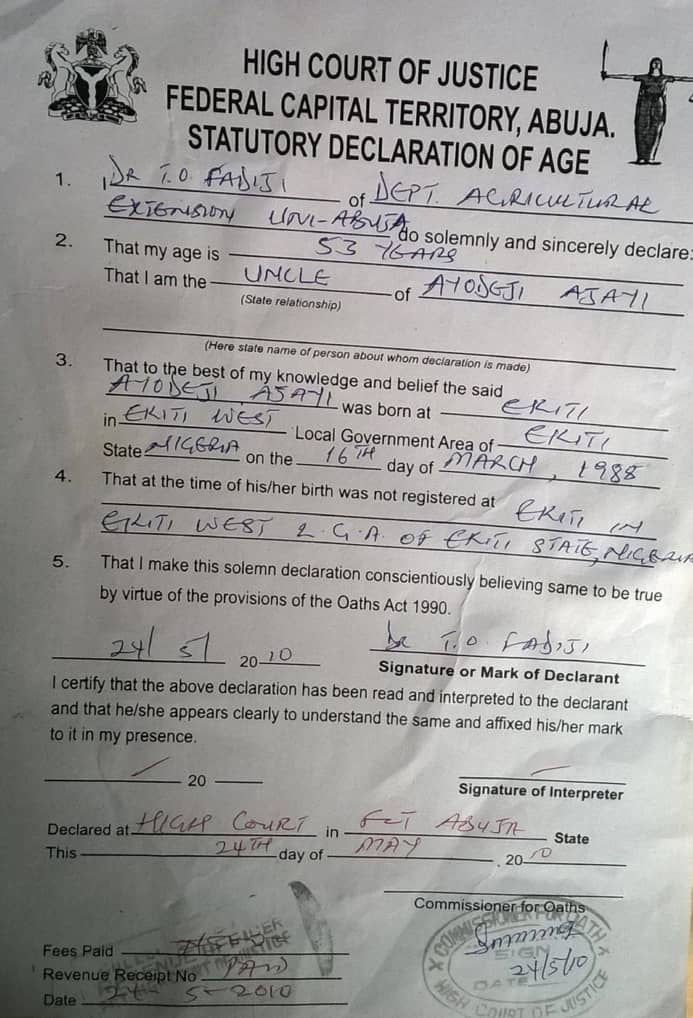 HIGH COURT OF JUSTICE
FEDERAL CAPITAL TERRITORY, ABUJA.
STATUTORY DECLARATION OF AGE
1. I, DR T.O. FADIJI of DEPT. AGRICULTURAL
EXTENSION UNI-ABUJA do solemnly and sincerely declare:
2. That my age is 53 YEARS
That I am the UNCLE of AYODEJI AJAYI
(State relationship)
(Here state name of person about whom declaration is made)
3. That to the best of my knowledge and belief the said
AYODEJI AJAYI was born at EKITI
in EKITI WEST Local Government Area of EKITI
State NIGERIA on the 16TH day of MARCH, 1988
4. That at the time of his/her birth was not registered at EKITI IN
EKITI WEST L.G.A. OF EKITI STATE, NIGERIA
5. That I make this solemn declaration conscientiously believing same to be true
by virtue of the provisions of the Oaths Act 1990.
24/ 5/ 2010 DR T.O. FADIJI
Signature or Mark of Declarant
I certify that the above declaration has been read and interpreted to the declarant
and that he/she appears clearly to understand the same and affixed his/her mark
to it in my presence.
20
Signature of Interpreter
Declared at HIGH COURT in FCT ABUJA State
This 24TH day of MAY, 2010
Commissioner for Oaths
COMMISSIONER FOR OATH
SIGN
24/5/10
DATE
HIGH COURT OF JUSTICE
Fees Paid
Revenue Receipt No PAID
Date 24 - 5 - 2010